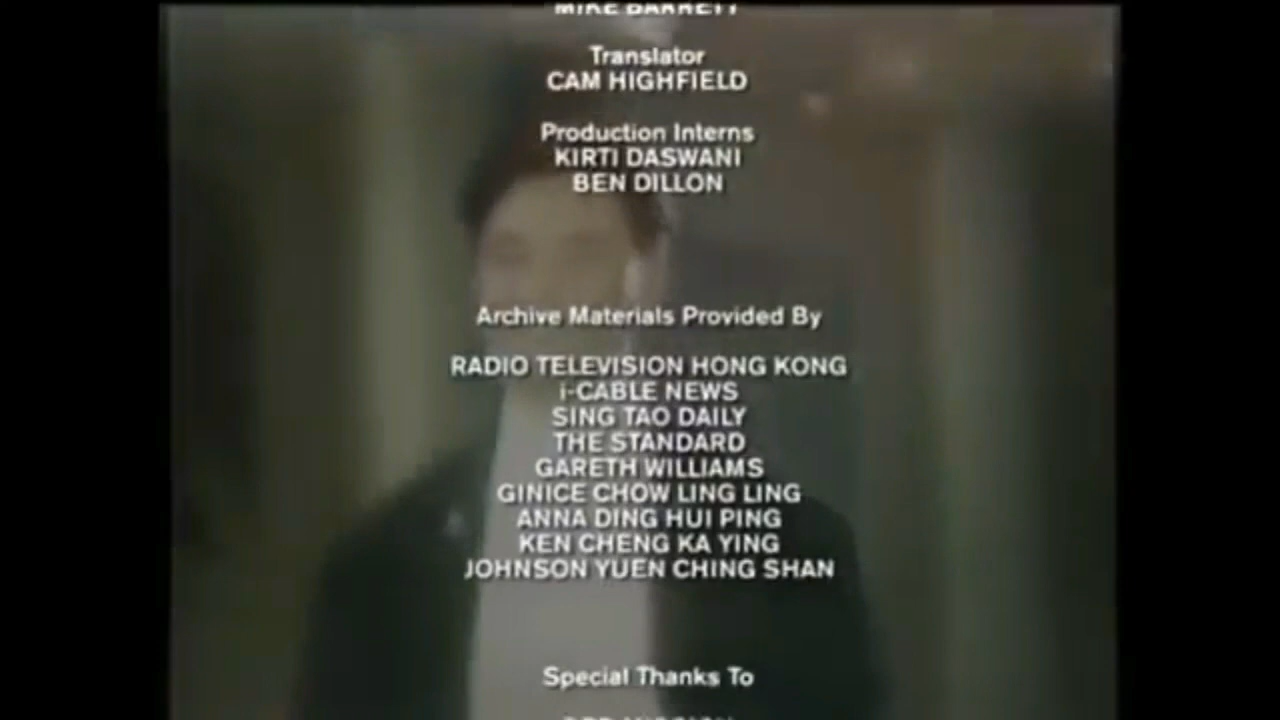 MIKE BARRETT
Translator
CAM HIGHFIELD
Production Interns
KIRTI DASWANI
BEN DILLON
Archive Materials Provided By
RADIO TELEVISION HONG KONG
i-CABLE NEWS
SING TAO DAILY
THE STANDARD
GARETH WILLIAMS
GINICE CHOW LING LING
ANNA DING HUI PING
KEN CHENG KA YING
JOHNSON YUEN CHING SHAN
Special Thanks To